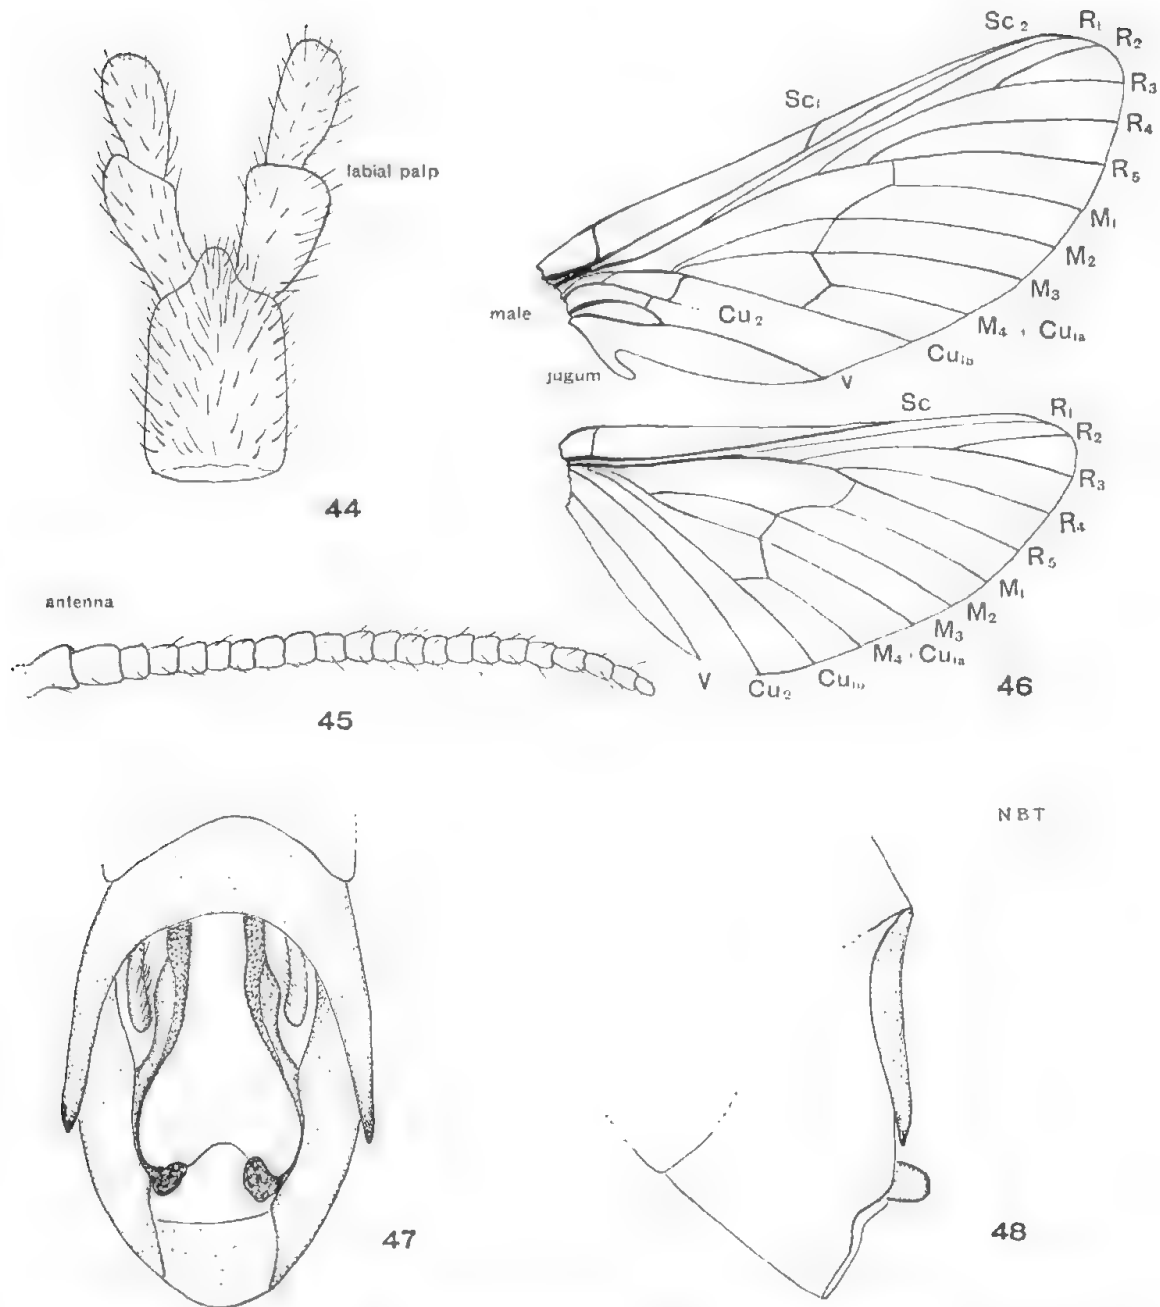 labial palp
44
antenna
45
Sc₂
R₁
R₂
Sc₁
R₃
R₄
R₅
M₁
M₂
M₃
M₄ + Cu₁ₐ
male
Cu₂
Cu₁b
jugum
V
Sc
R₁
R₂
R₃
R₄
R₅
M₁
M₂
M₃
M₄ + Cu₁ₐ
Cu₁b
Cu₂
V
46
NBT
47
48